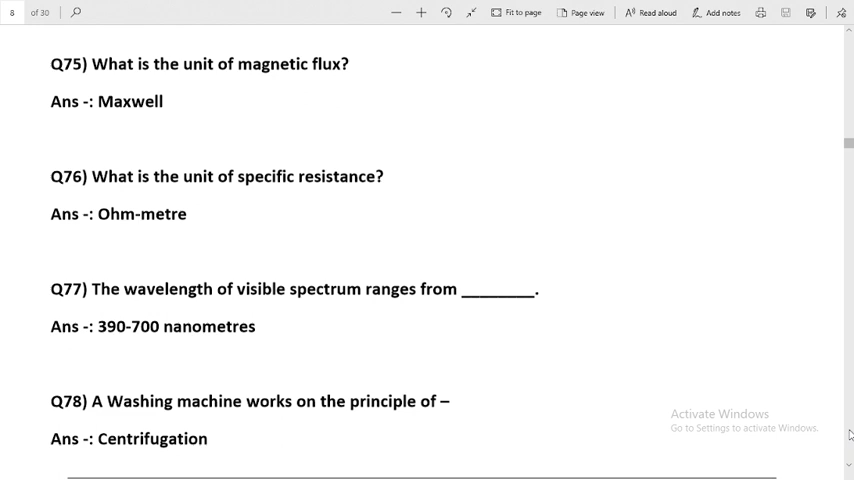 8 of 30 Fit to page Page view Read aloud Add notes
Q75) What is the unit of magnetic flux?
Ans -: Maxwell
Q76) What is the unit of specific resistance?
Ans -: Ohm-metre
Q77) The wavelength of visible spectrum ranges from ________.
Ans -: 390-700 nanometres
Q78) A Washing machine works on the principle of –
Activate Windows
Go to Settings to activate Windows.
Ans -: Centrifugation